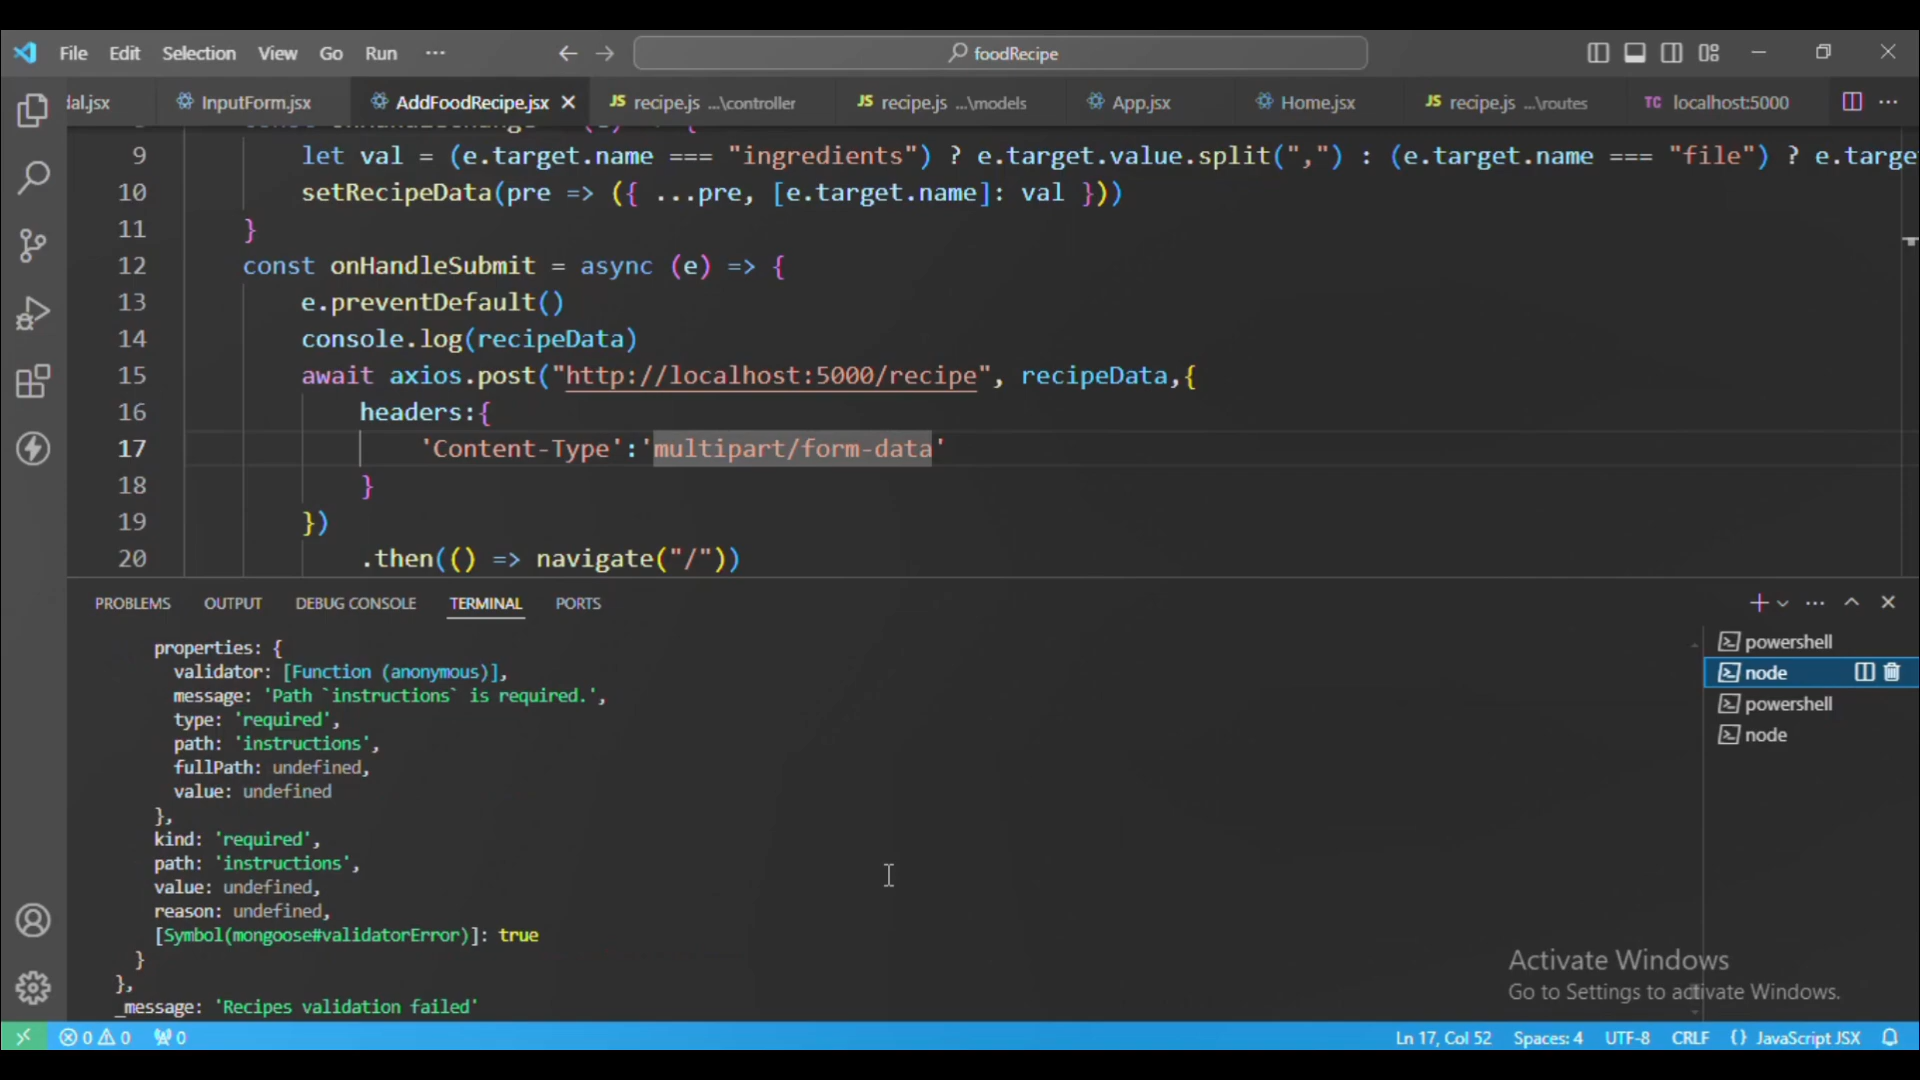 File Edit Selection View Go Run ··· foodRecipe
dal.jsx InputForm.jsx AddFoodRecipe.jsx JS recipe.js ...\controller JS recipe.js ...\models App.jsx Home.jsx JS recipe.js ...\routes TC localhost:5000
9 let val = (e.target.name === "ingredients") ? e.target.value.split(",") : (e.target.name === "file") ? e.targe
10 setRecipeData(pre => ({ ...pre, [e.target.name]: val }))
11 }
12 const onHandleSubmit = async (e) => {
13 e.preventDefault()
14 console.log(recipeData)
15 await axios.post("http://localhost:5000/recipe", recipeData,{
16 headers:{
17 'Content-Type':'multipart/form-data'
18 }
19 })
20 .then(() => navigate("/"))
PROBLEMS OUTPUT DEBUG CONSOLE TERMINAL PORTS
properties: {
validator: [Function (anonymous)],
message: 'Path `instructions` is required.',
type: 'required',
path: 'instructions',
fullPath: undefined,
value: undefined
},
kind: 'required',
path: 'instructions',
value: undefined,
reason: undefined,
[Symbol(mongoose#validatorError)]: true
}
},
_message: 'Recipes validation failed'
powershell
node
powershell
node
Activate Windows
Go to Settings to activate Windows.
0 0 0 Ln 17, Col 52 Spaces: 4 UTF-8 CRLF {} JavaScript JSX